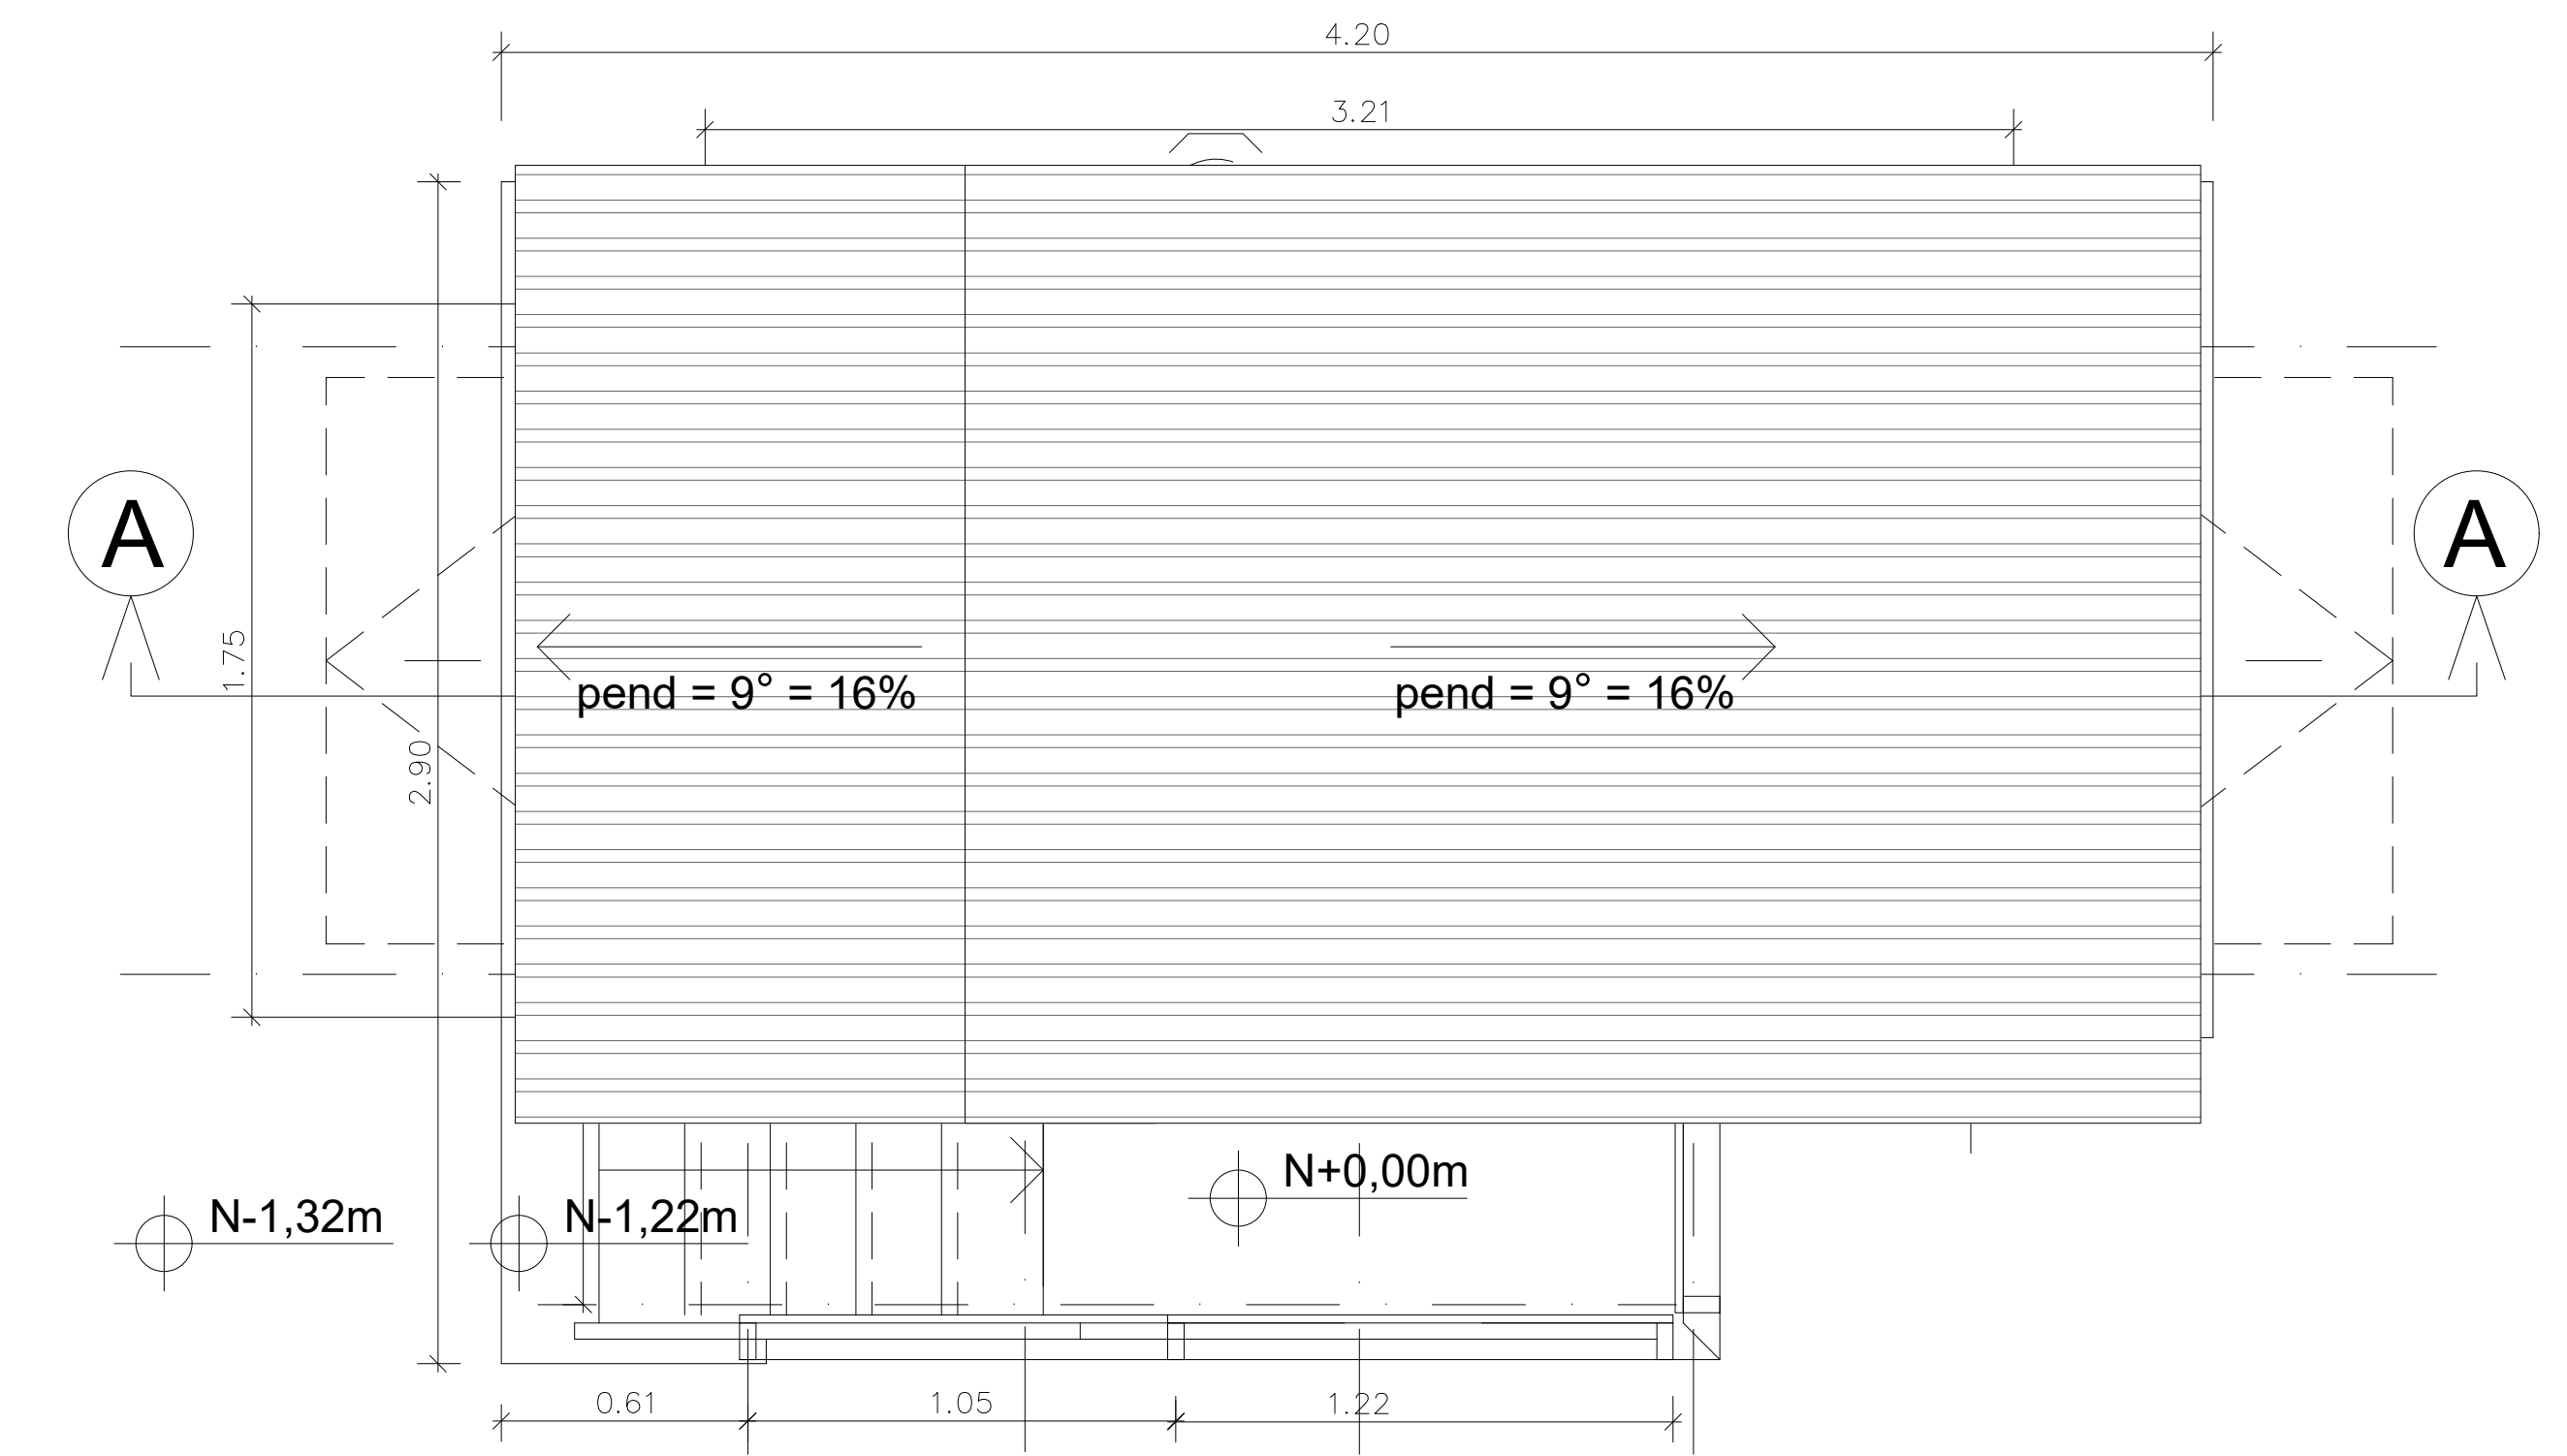 4.20
3.21
A
A
1.75
pend = 9° = 16%
pend = 9° = 16%
2.90
N+0,00m
N-1,32m
N-1,22m
0.61
1.05
1.22